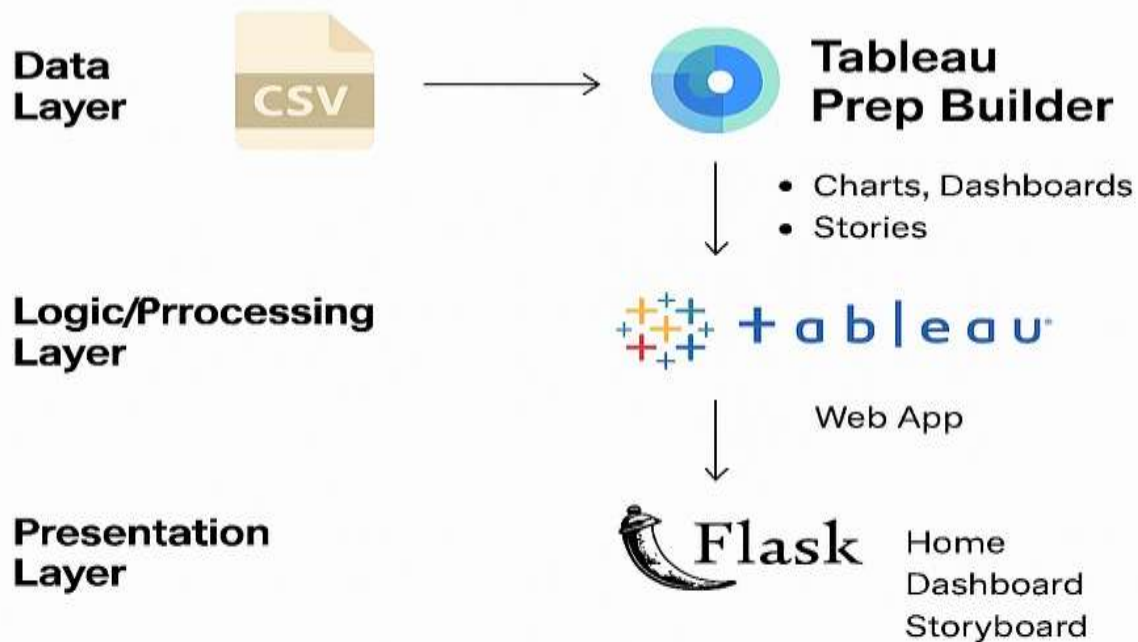 Data
Layer
CSV
Tableau
Prep Builder
• Charts, Dashboards
• Stories
Logic/Prrocessing
Layer
+ableau
Web App
Presentation
Layer
Flask
Home
Dashboard
Storyboard